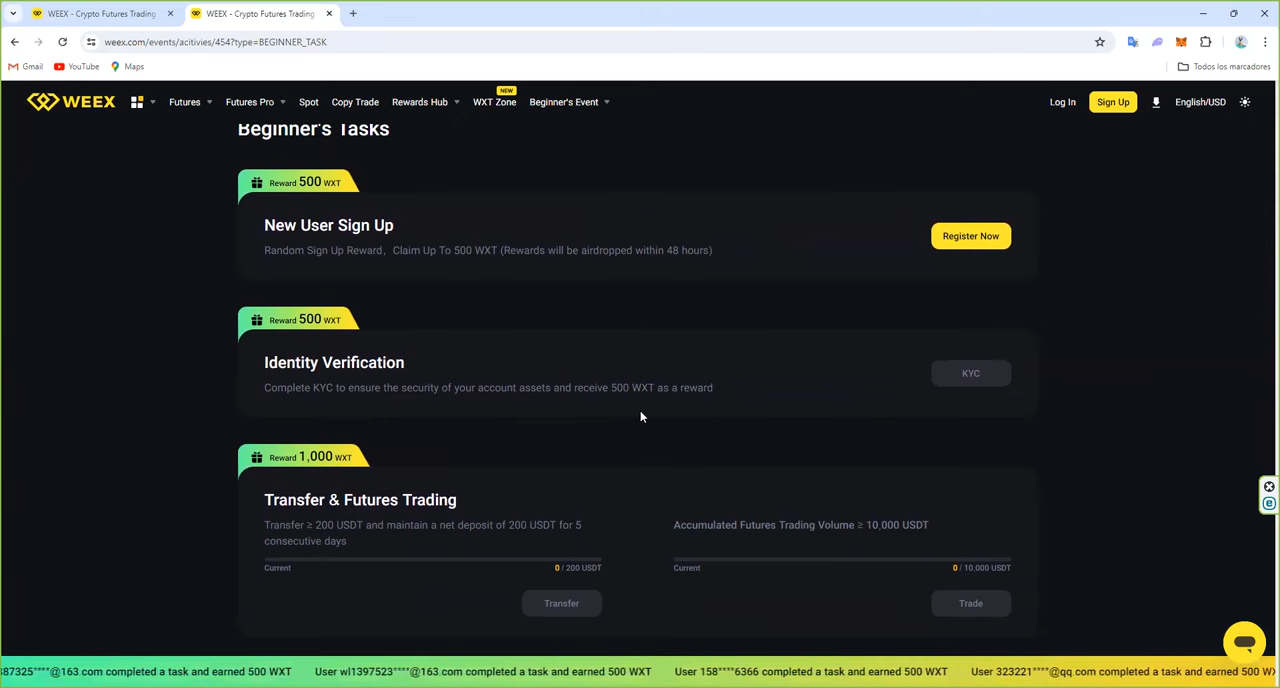 WEEX - Crypto Futures Trading
WEEX - Crypto Futures Trading
weex.com/events/acitivies/454?type=BEGINNER_TASK
Gmail
YouTube
Maps
Todos los marcadores
WEEX
Futures
Futures Pro
Spot
Copy Trade
Rewards Hub
WXT Zone
NEW
Beginner's Event
Log In
Sign Up
English/USD
Beginner's Tasks
Reward 500 WXT
New User Sign Up
Random Sign Up Reward, Claim Up To 500 WXT (Rewards will be airdropped within 48 hours)
Register Now
Reward 500 WXT
Identity Verification
Complete KYC to ensure the security of your account assets and receive 500 WXT as a reward
KYC
Reward 1,000 WXT
Transfer & Futures Trading
Transfer ≥ 200 USDT and maintain a net deposit of 200 USDT for 5
consecutive days
Current
0 / 200 USDT
Transfer
Accumulated Futures Trading Volume ≥ 10,000 USDT
Current
0 / 10,000 USDT
Trade
87325****@163.com completed a task and earned 500 WXT
User wl1397523****@163.com completed a task and earned 500 WXT
User 158****6366 completed a task and earned 500 WXT
User 323221****@qq.com completed a task and earned 500 WX